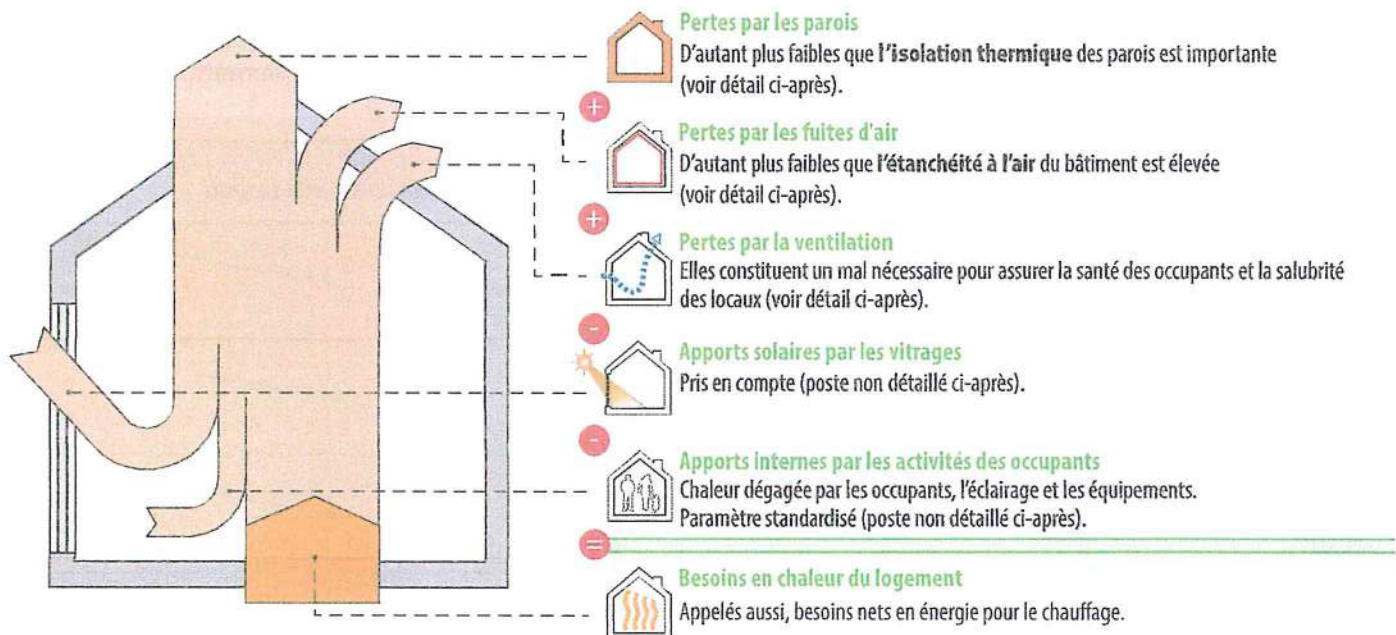 Pertes par les parois
D'autant plus faibles que l'isolation thermique des parois est importante
(voir détail ci-après).
+
Pertes par les fuites d'air
D'autant plus faibles que l'étanchéité à l'air du bâtiment est élevée
(voir détail ci-après).
+
Pertes par la ventilation
Elles constituent un mal nécessaire pour assurer la santé des occupants et la salubrité
des locaux (voir détail ci-après).
-
Apports solaires par les vitrages
Pris en compte (poste non détaillé ci-après).
-
Apports internes par les activités des occupants
Chaleur dégagée par les occupants, l'éclairage et les équipements.
Paramètre standardisé (poste non détaillé ci-après).
=
Besoins en chaleur du logement
Appelés aussi, besoins nets en énergie pour le chauffage.